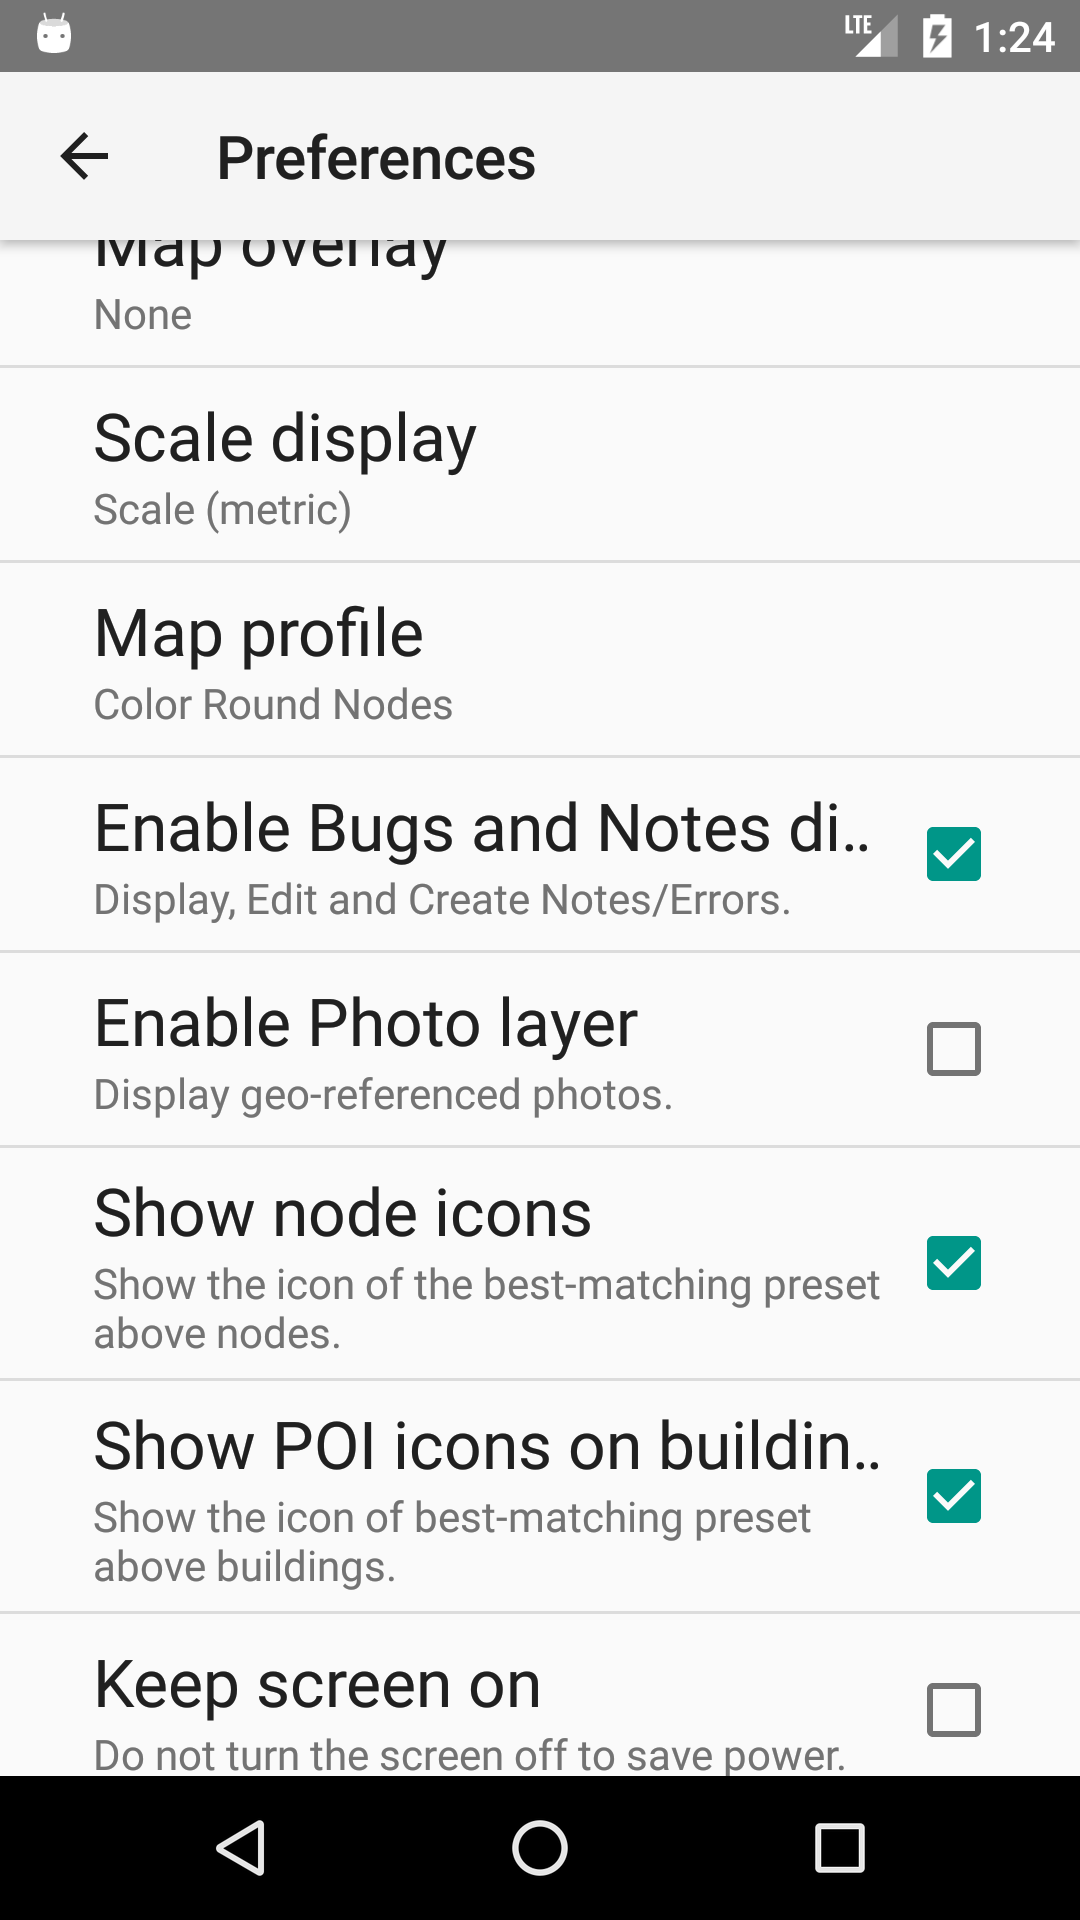 LTE 1:24
Preferences
Map overlay
None
Scale display
Scale (metric)
Map profile
Color Round Nodes
Enable Bugs and Notes di..
Display, Edit and Create Notes/Errors.
Enable Photo layer
Display geo-referenced photos.
Show node icons
Show the icon of the best-matching preset
above nodes.
Show POI icons on buildin..
Show the icon of best-matching preset
above buildings.
Keep screen on
Do not turn the screen off to save power.